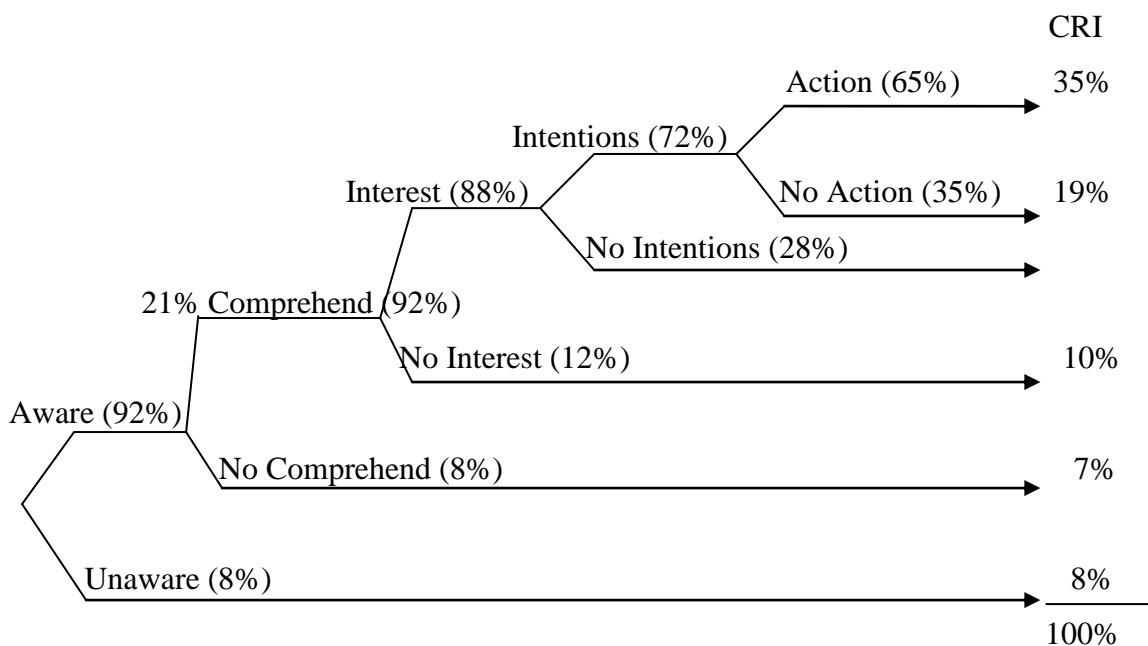 CRI
Action (65%) 35%
Intentions (72%)
Interest (88%) No Action (35%) 19%
No Intentions (28%)
21% Comprehend (92%)
No Interest (12%) 10%
Aware (92%)
No Comprehend (8%) 7%
Unaware (8%) 8%
100%